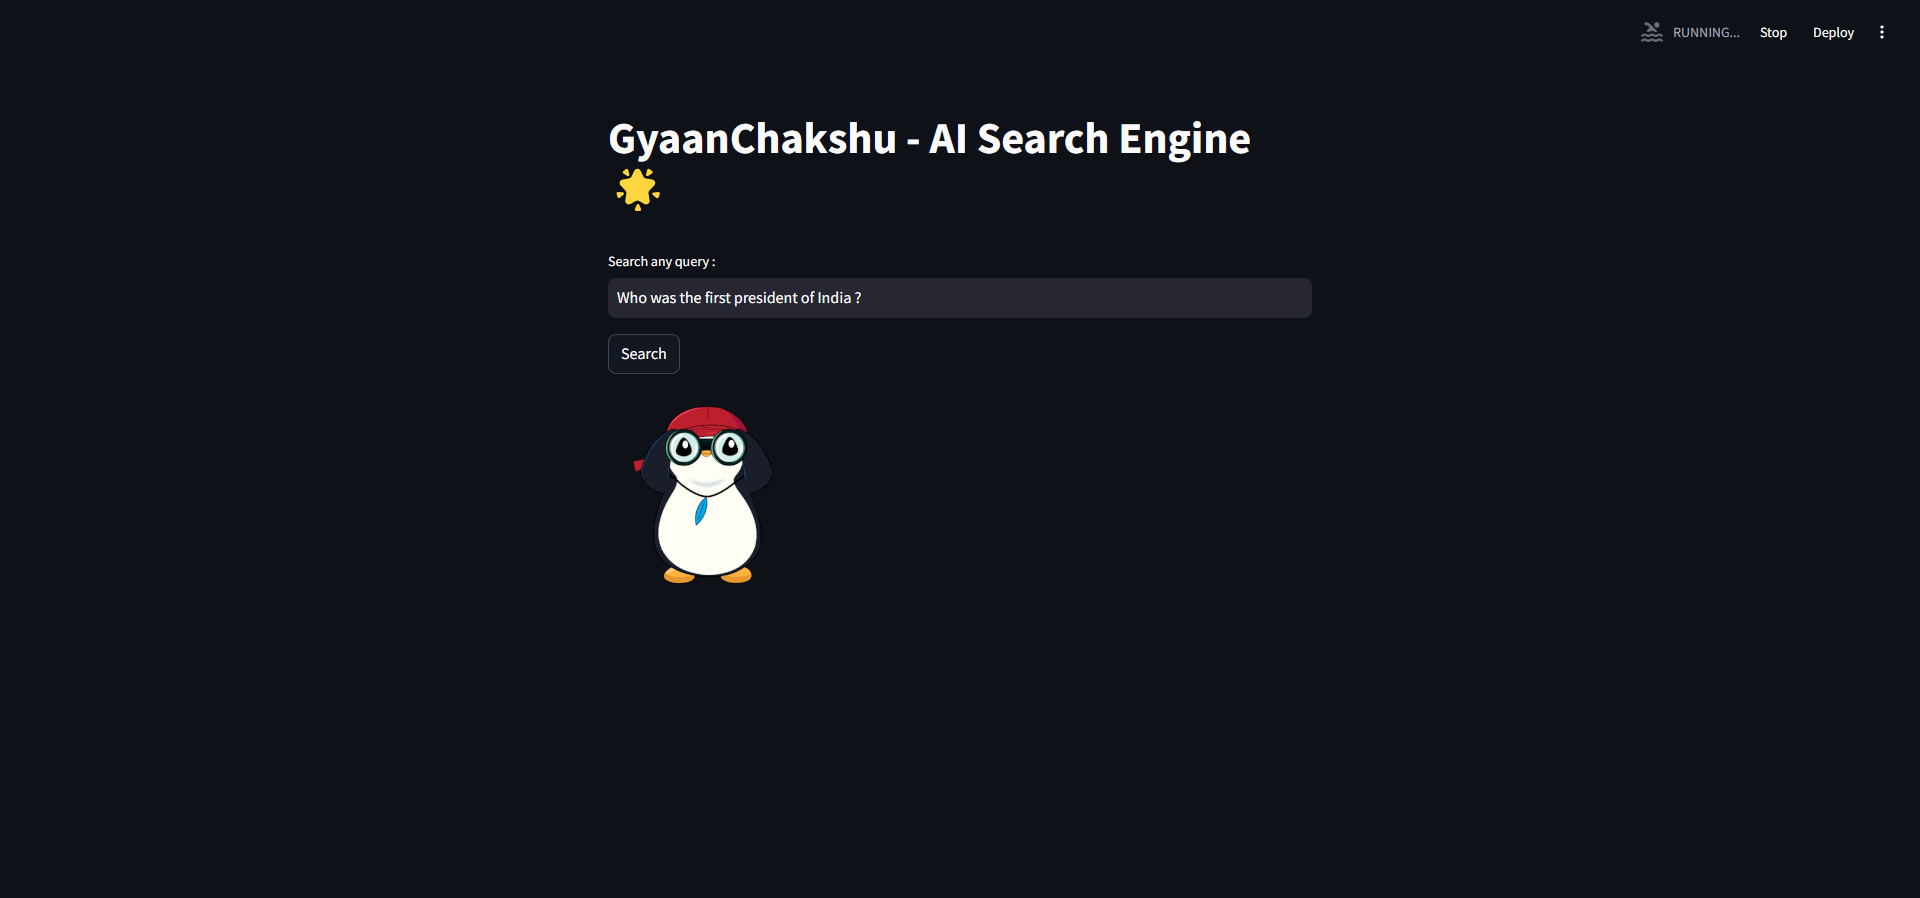 RUNNING...
Stop
Deploy
GyaanChakshu - AI Search Engine
🌟
Search any query :
Who was the first president of India ?
Search